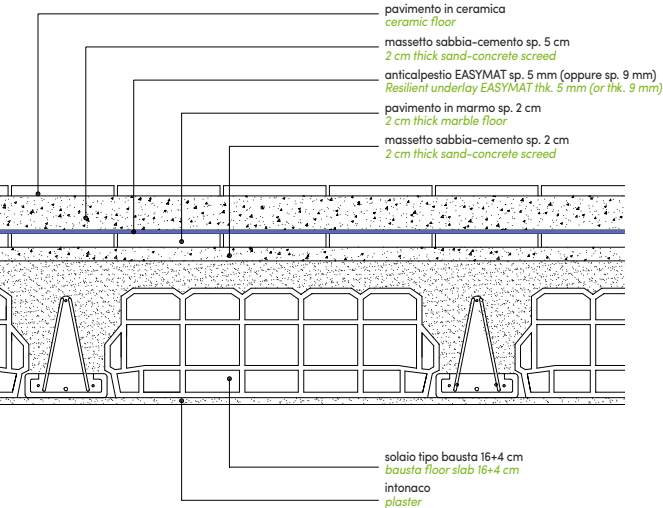 pavimento in ceramica
ceramic floor
massetto sabbia-cemento sp. 5 cm
2 cm thick sand-concrete screed
anticalpestio EASYMAT sp. 5 mm (oppure sp. 9 mm)
Resilient underlay EASYMAT thk. 5 mm (or thk. 9 mm)
pavimento in marmo sp. 2 cm
2 cm thick marble floor
massetto sabbia-cemento sp. 2 cm
2 cm thick sand-concrete screed
solaio tipo bausta 16+4 cm
bausta floor slab 16+4 cm
intonaco
plaster